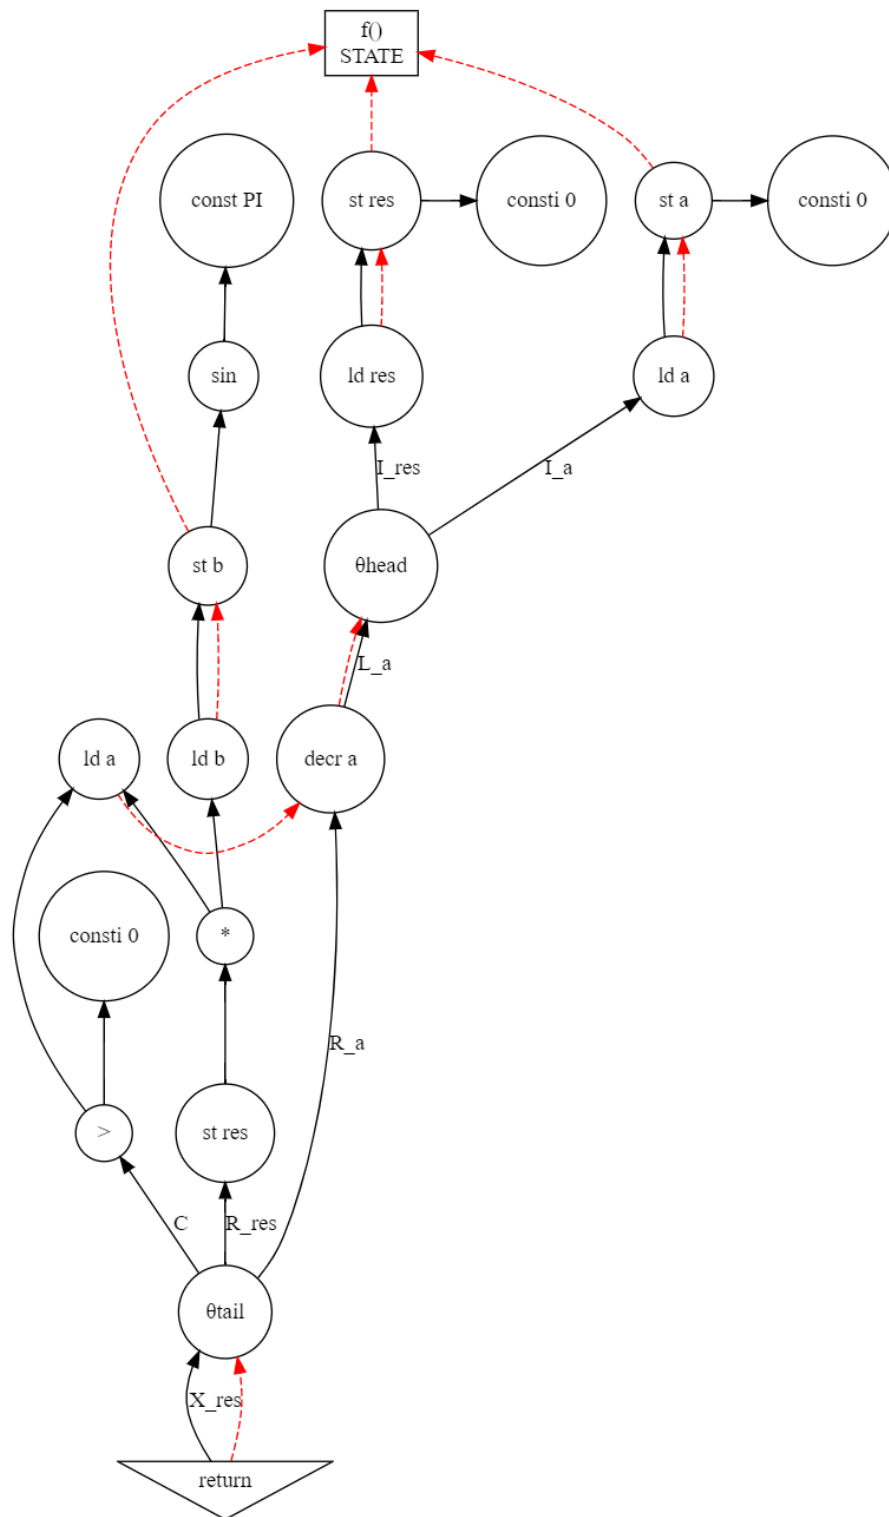 f()
STATE
const PI
st res
consti 0
st a
consti 0
sin
ld res
ld a
I_res
I_a
st b
θhead
L_a
ld a
ld b
decr a
consti 0
*
R_a
>
st res
C
R_res
θtail
X_res
return